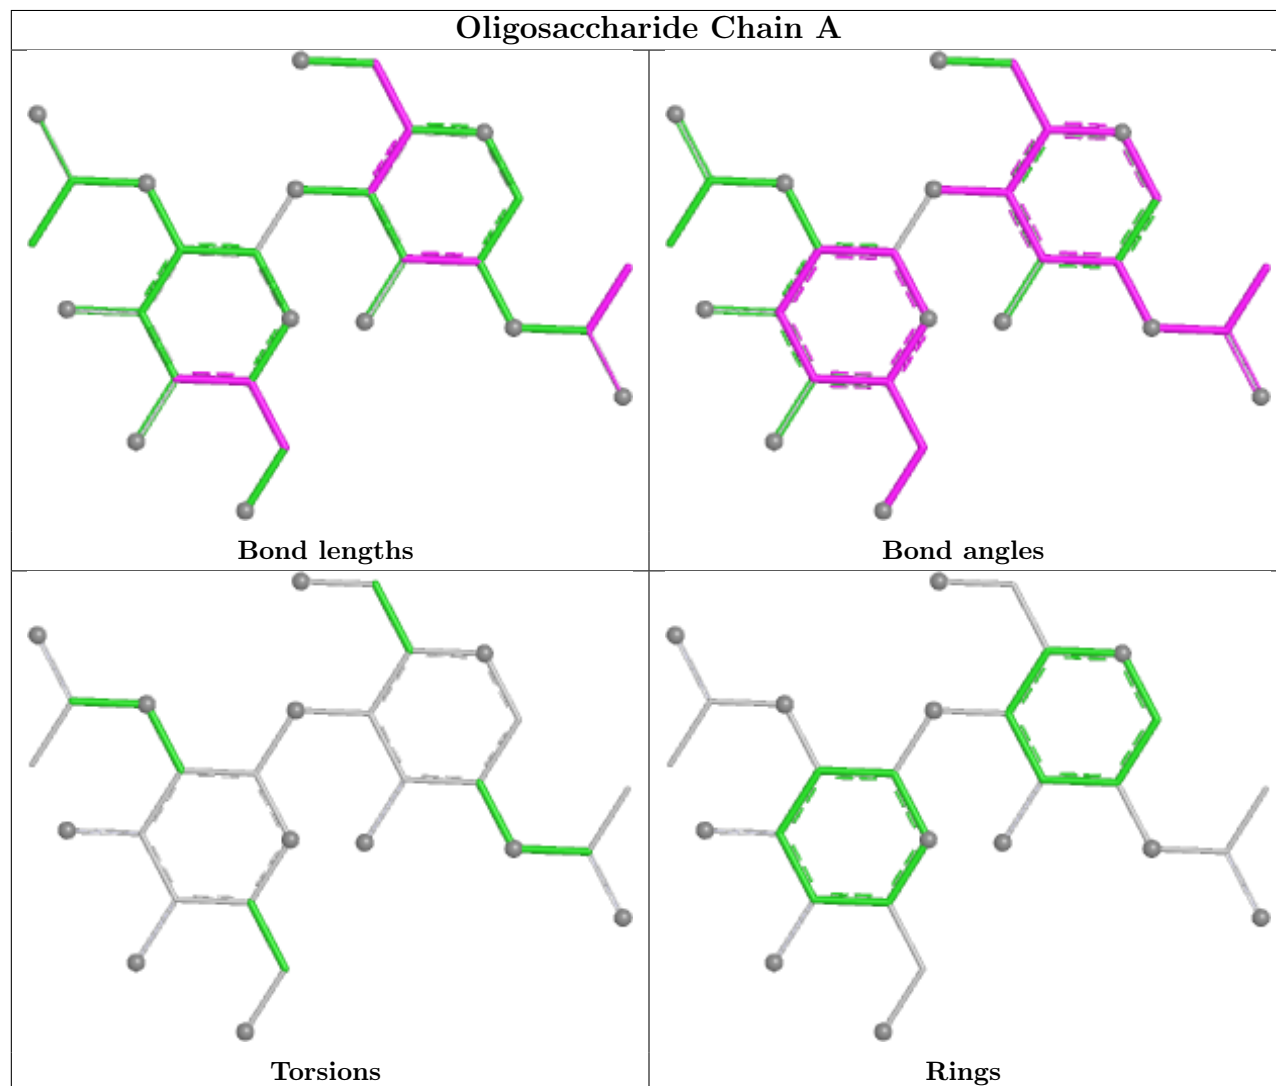 Oligosaccharide Chain A
Bond lengths
Bond angles
Torsions
Rings